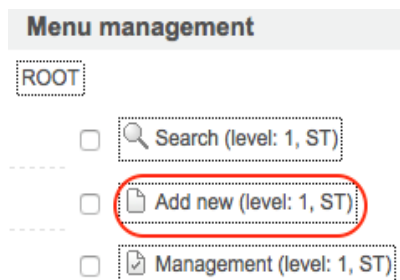 Menu management
ROOT
Search (level: 1, ST)
Add new (level: 1, ST)
Management (level: 1, ST)